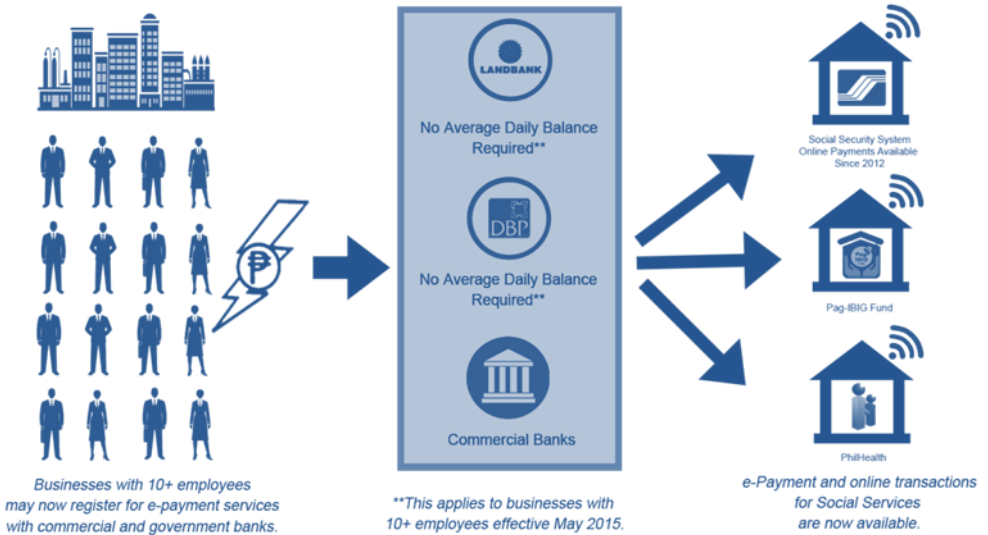 Businesses with 10+ employees
may now register for e-payment services
with commercial and government banks.
₱
LANDBANK
No Average Daily Balance
Required**
DBP
No Average Daily Balance
Required**
Commercial Banks
**This applies to businesses with
10+ employees effective May 2015.
Social Security System
Online Payments Available
Since 2012
Pag-IBIG Fund
PhilHealth
e-Payment and online transactions
for Social Services
are now available.